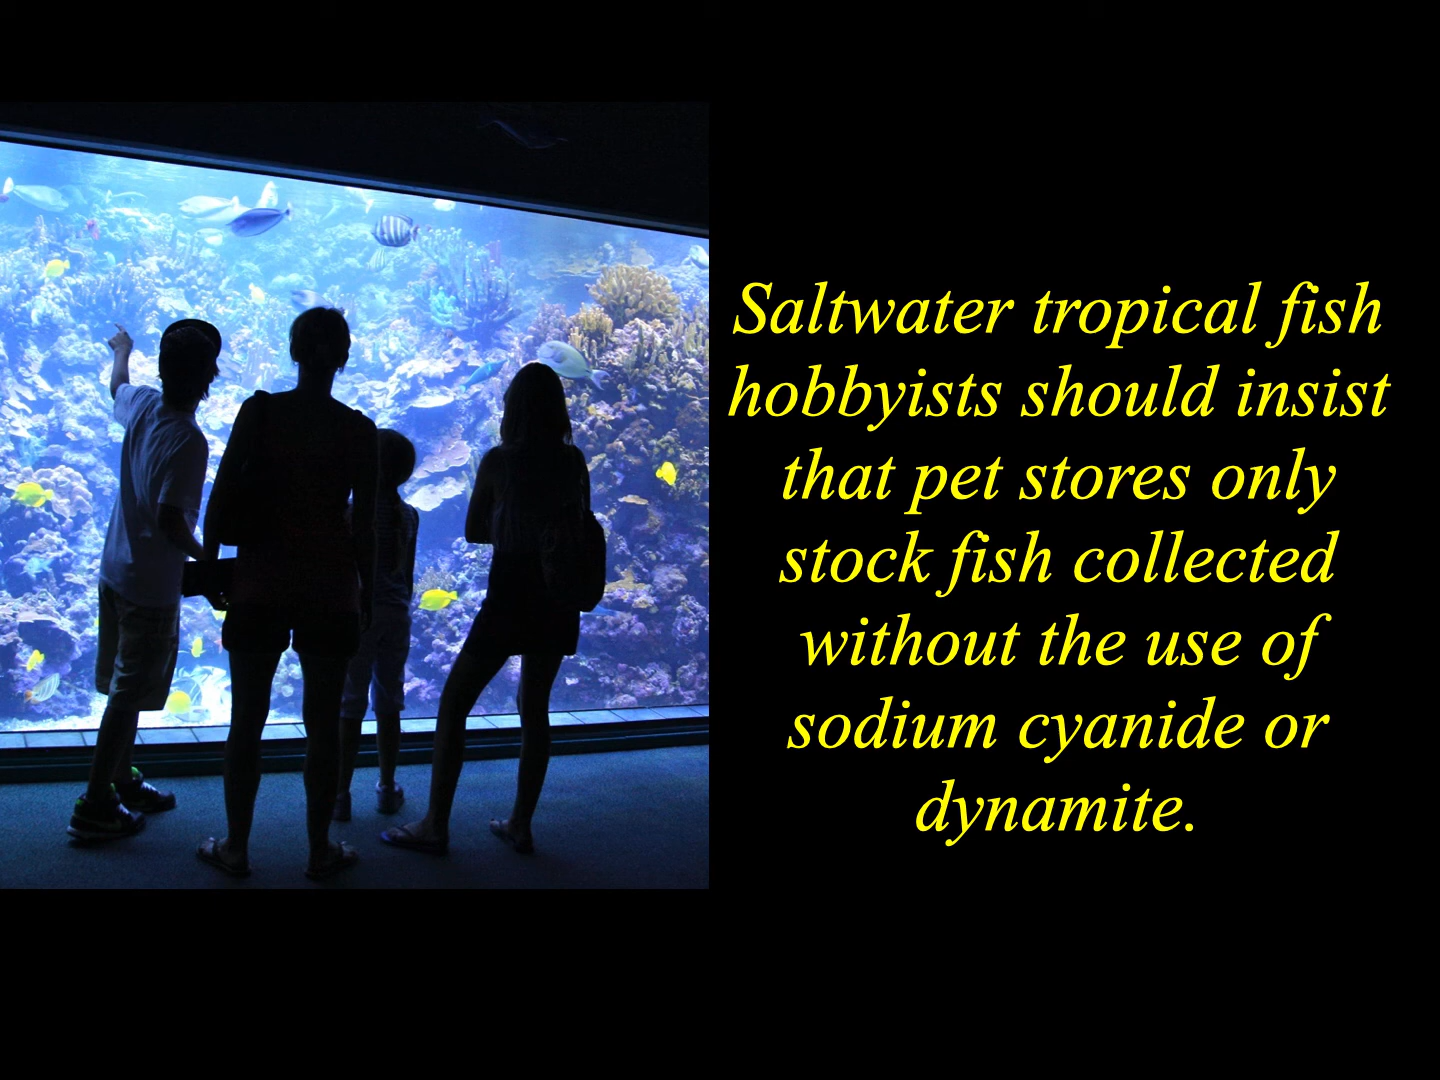 Saltwater tropical fish
hobbyists should insist
that pet stores only
stock fish collected
without the use of
sodium cyanide or
dynamite.